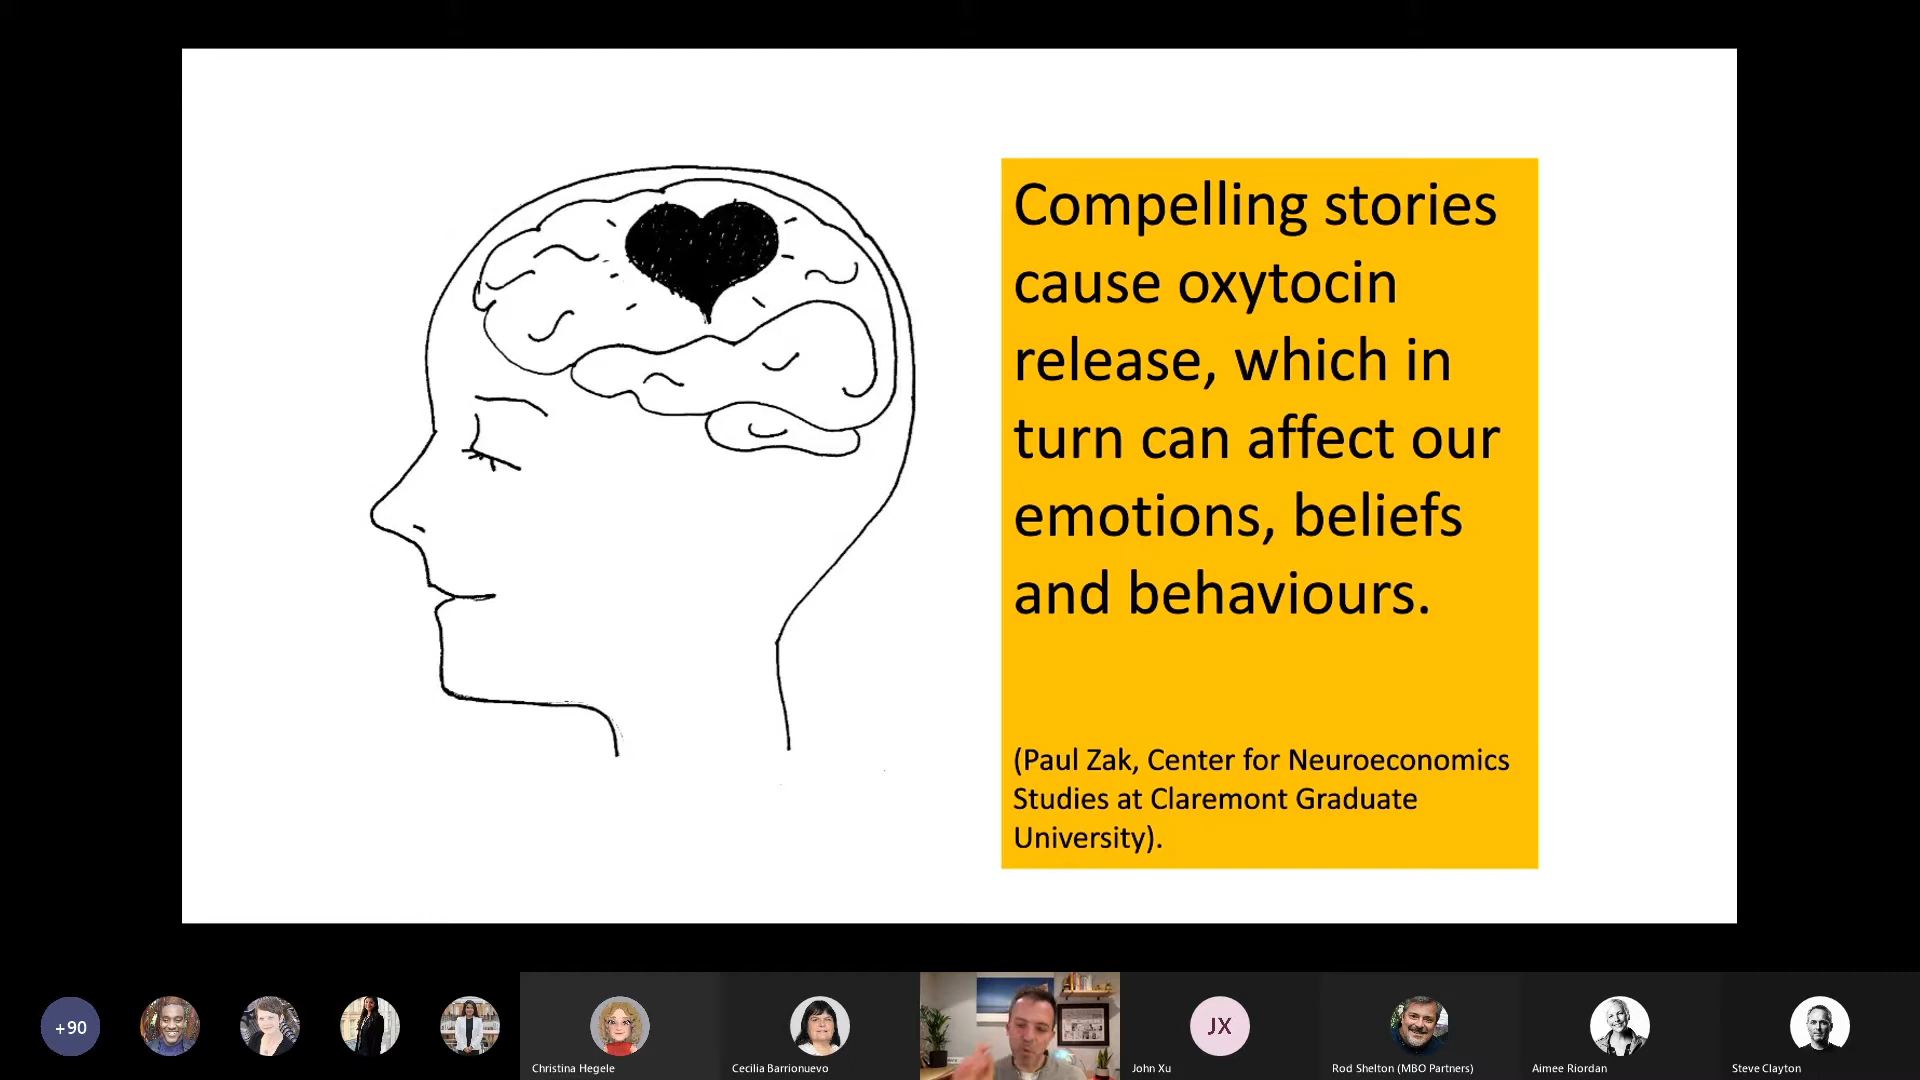 Compelling stories
cause oxytocin
release, which in
turn can affect our
emotions, beliefs
and behaviours.
(Paul Zak, Center for Neuroeconomics
Studies at Claremont Graduate
University).
+90
JX
Christina Hegele
Cecilia Barrionuevo
John Xu
Rod Shelton (MBO Partners)
Aimee Riordan
Steve Clayton